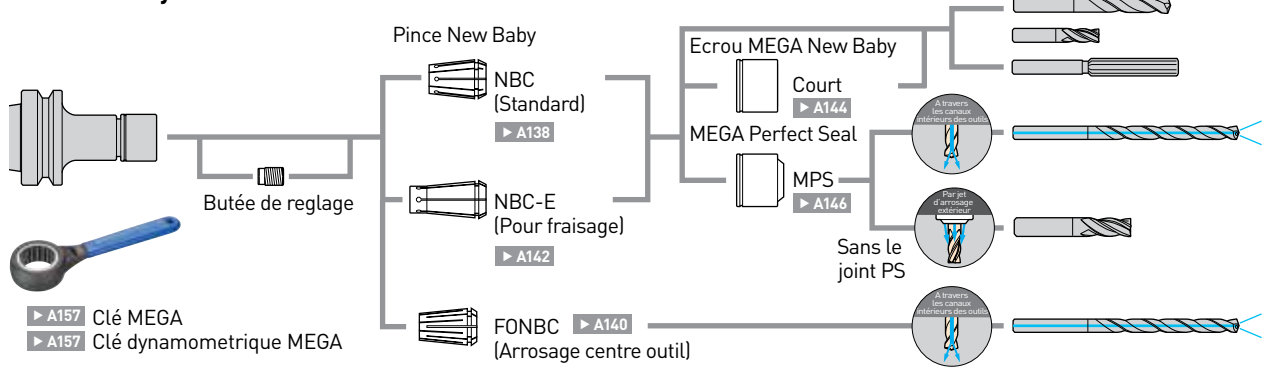 Pince New Baby
NBC
(Standard)
▶ A138
NBC-E
(Pour fraisage)
▶ A142
FONBC ▶ A140
(Arrosage centre outil)
Butée de reglage
▶ A157 Clé MEGA
▶ A157 Clé dynamometrique MEGA
Ecrou MEGA New Baby
Court
▶ A144
MEGA Perfect Seal
MPS
▶ A146
Sans le
joint PS
A travers
les canaux
intérieurs des outils
Par jet
d'arrosage
extérieur
A travers
les canaux
intérieurs des outils